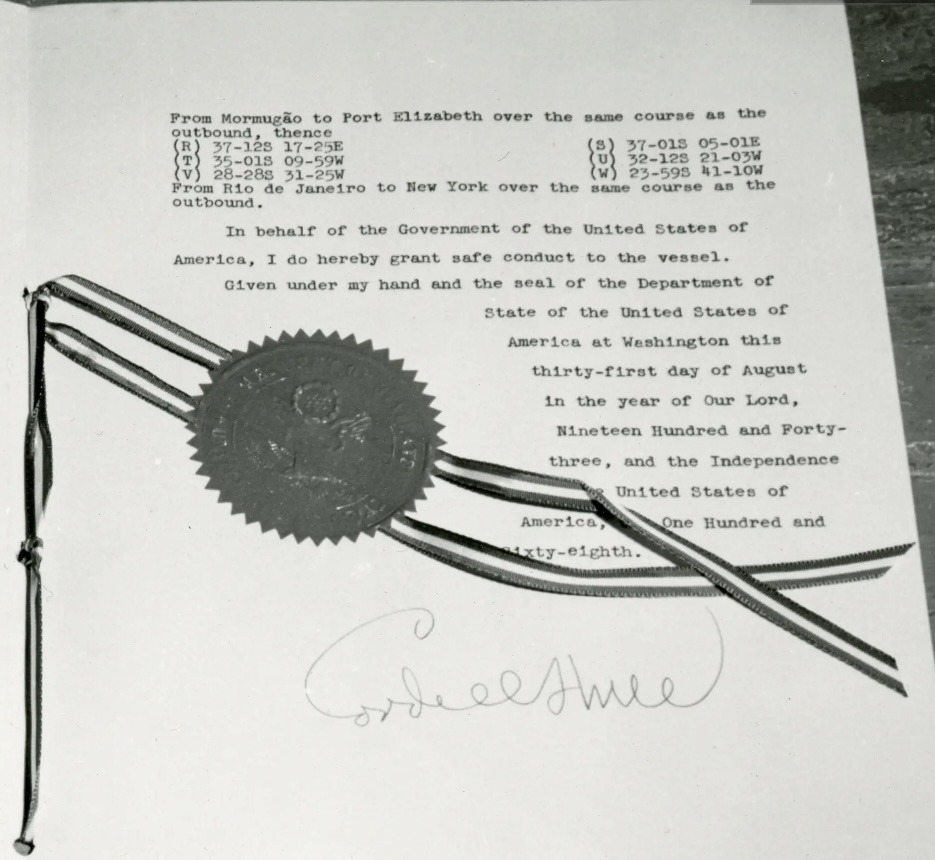 From Mormugão to Port Elizabeth over the same course as the
outbound, thence
(R) 37-12S 17-25E (S) 37-01S 05-01E
(T) 35-01S 09-59W (U) 32-12S 21-03W
(V) 28-28S 31-25W (W) 23-59S 41-10W
From Rio de Janeiro to New York over the same course as the
outbound.
In behalf of the Government of the United States of
America, I do hereby grant safe conduct to the vessel.
Given under my hand and the seal of the Department of
State of the United States of
America at Washington this
thirty-first day of August
in the year of Our Lord,
Nineteen Hundred and Forty-
three, and the Independence
United States of
America, One Hundred and
Sixty-eighth.
Cordell Hull